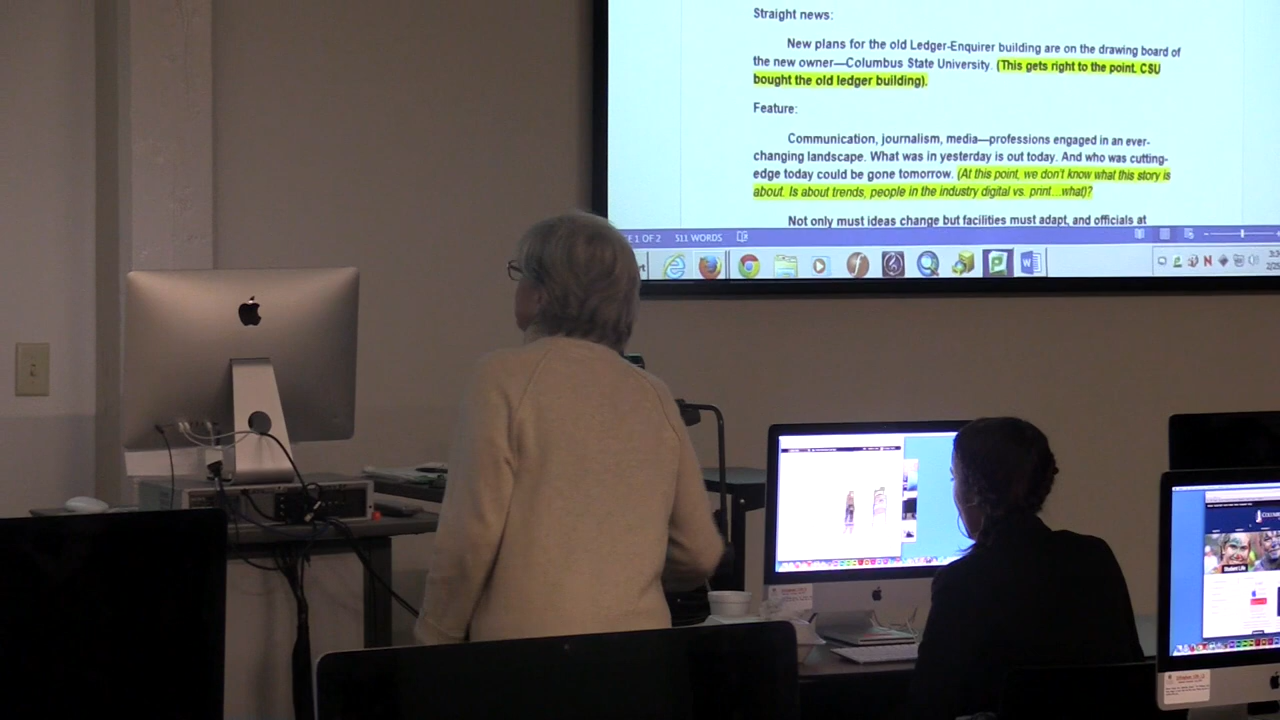 Straight news:
New plans for the old Ledger-Enquirer building are on the drawing board of
the new owner—Columbus State University. (This gets right to the point. CSU
bought the old ledger building).
Feature:
Communication, journalism, media—professions engaged in an ever-
changing landscape. What was in yesterday is out today. And who was cutting-
edge today could be gone tomorrow. (At this point, we don't know what this story is
about. Is about trends, people in the industry digital vs. print...what)?
Not only must ideas change but facilities must adapt, and officials at
1 OF 2 511 WORDS
Student Life